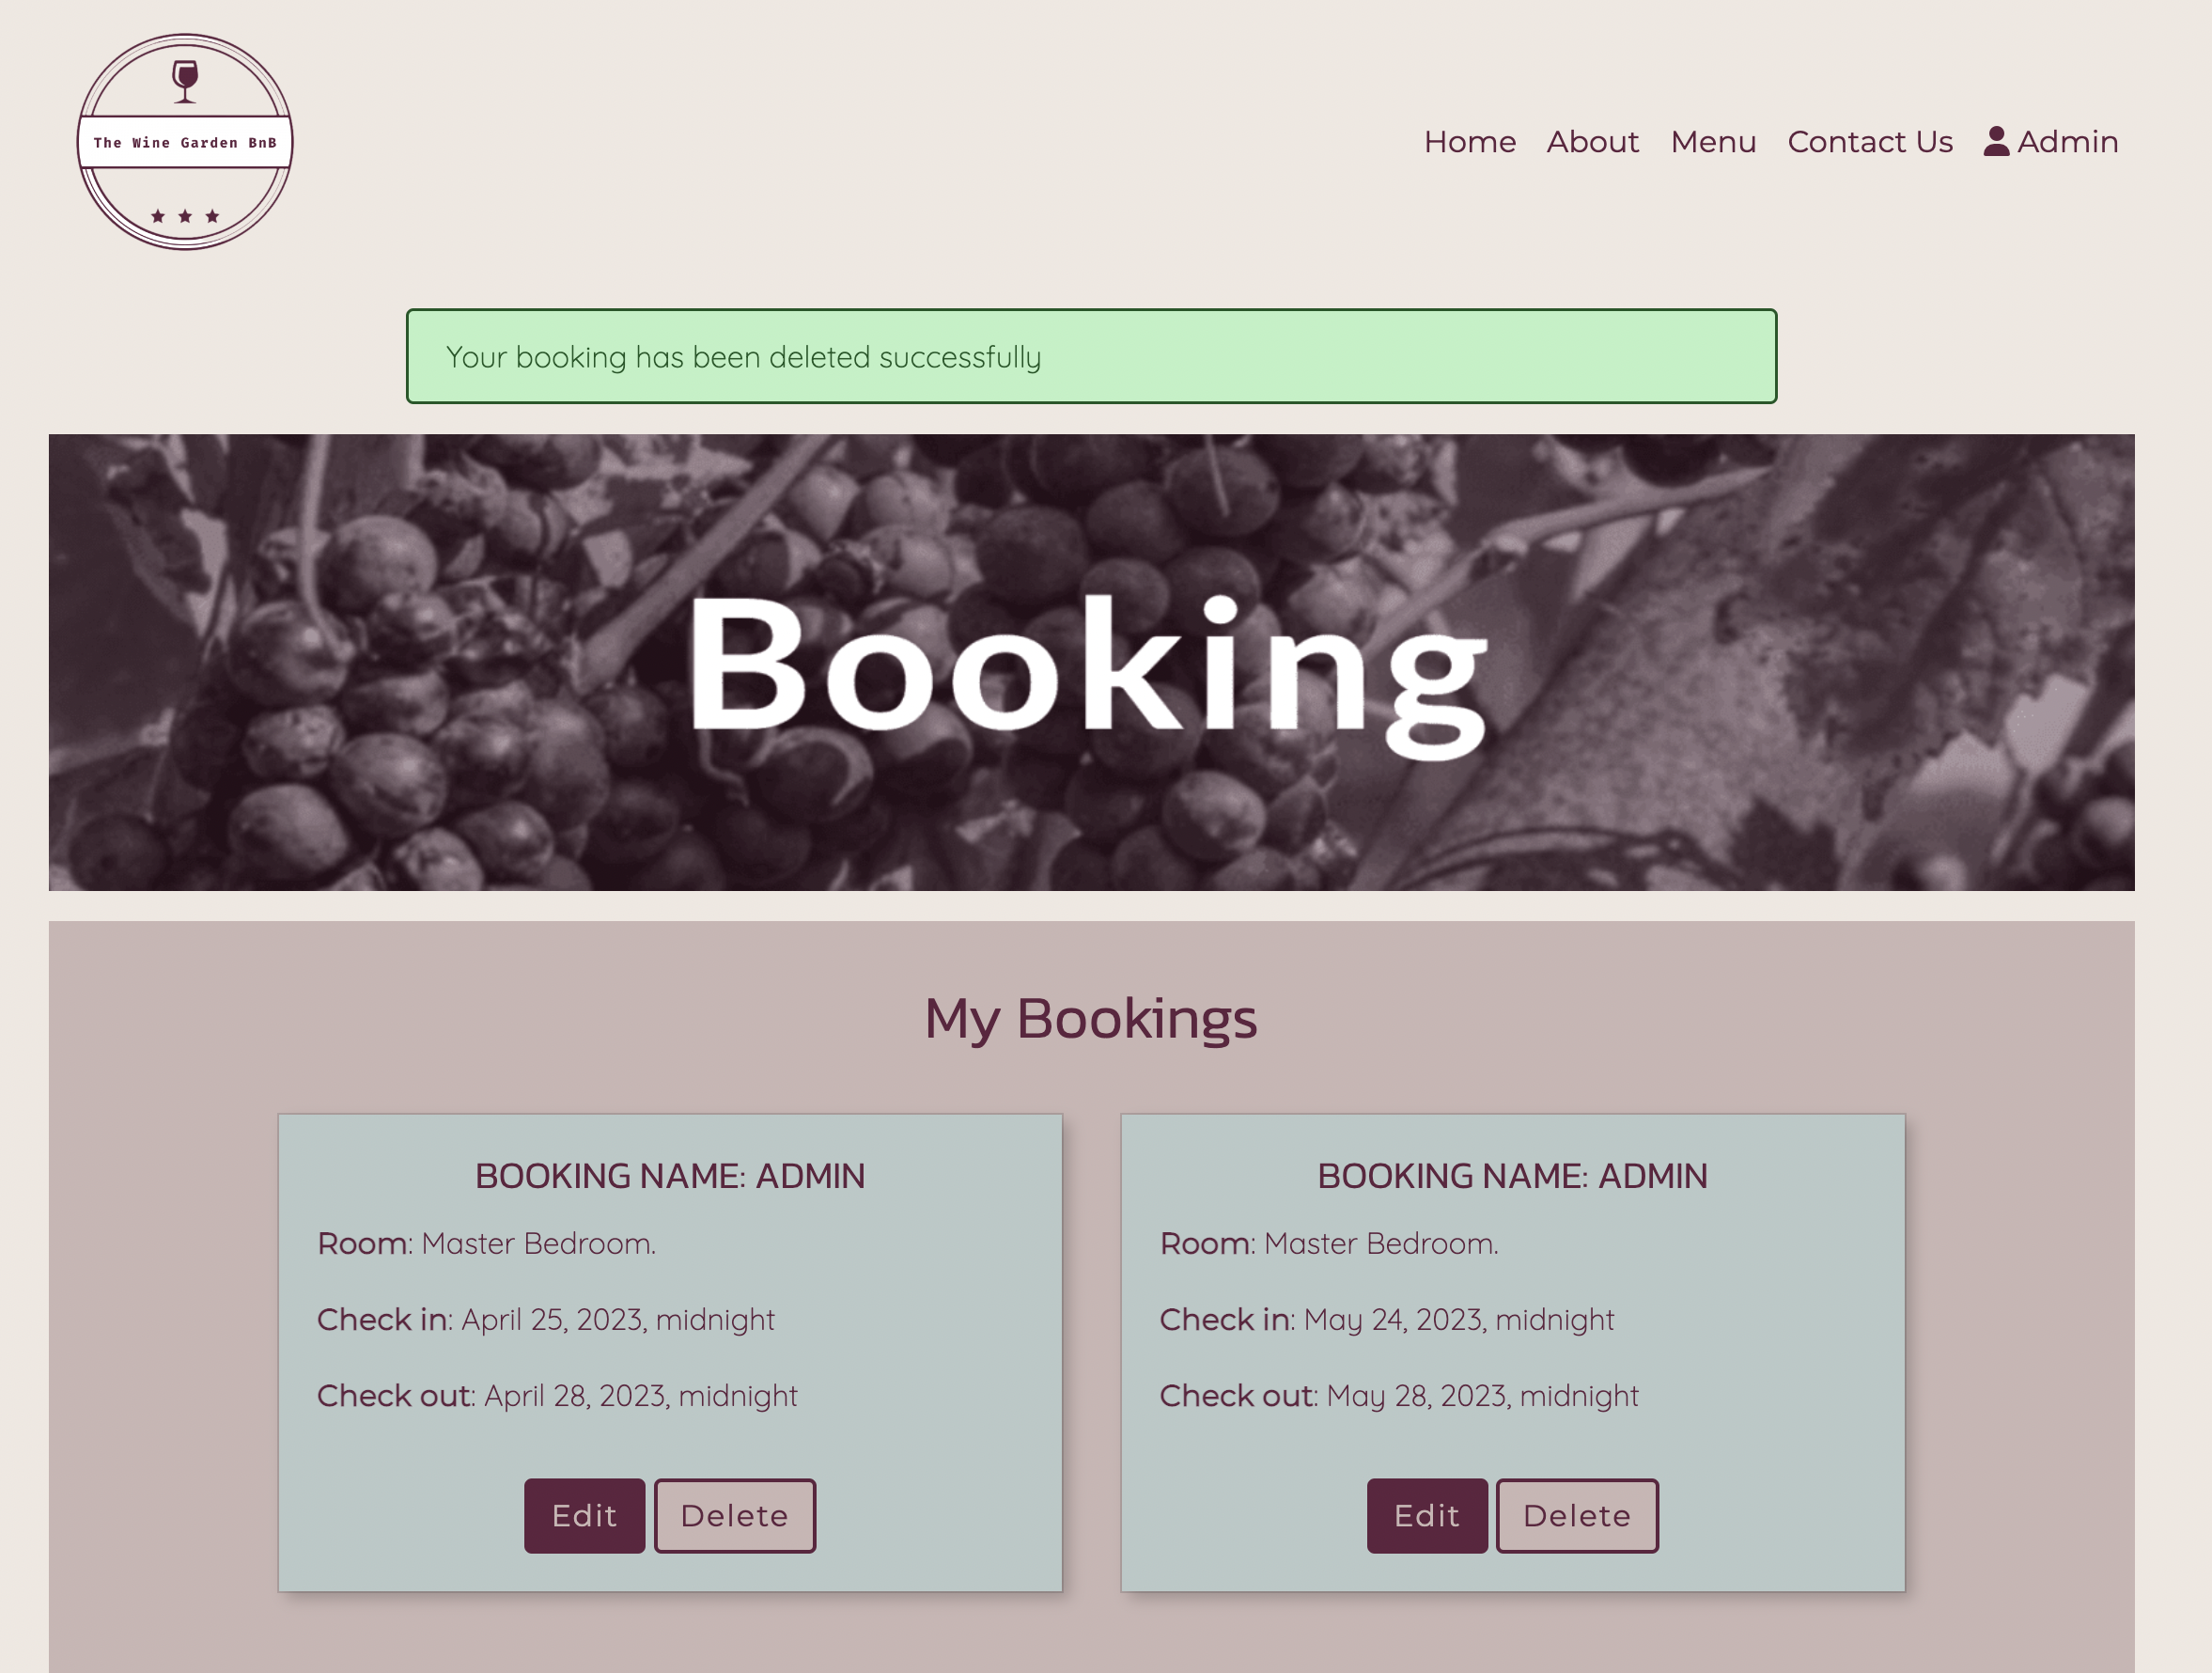 The Wine Garden BnB
Home About Menu Contact Us Admin
Your booking has been deleted successfully
Booking
My Bookings
BOOKING NAME: ADMIN
Room: Master Bedroom.
Check in: April 25, 2023, midnight
Check out: April 28, 2023, midnight
Edit Delete
BOOKING NAME: ADMIN
Room: Master Bedroom.
Check in: May 24, 2023, midnight
Check out: May 28, 2023, midnight
Edit Delete